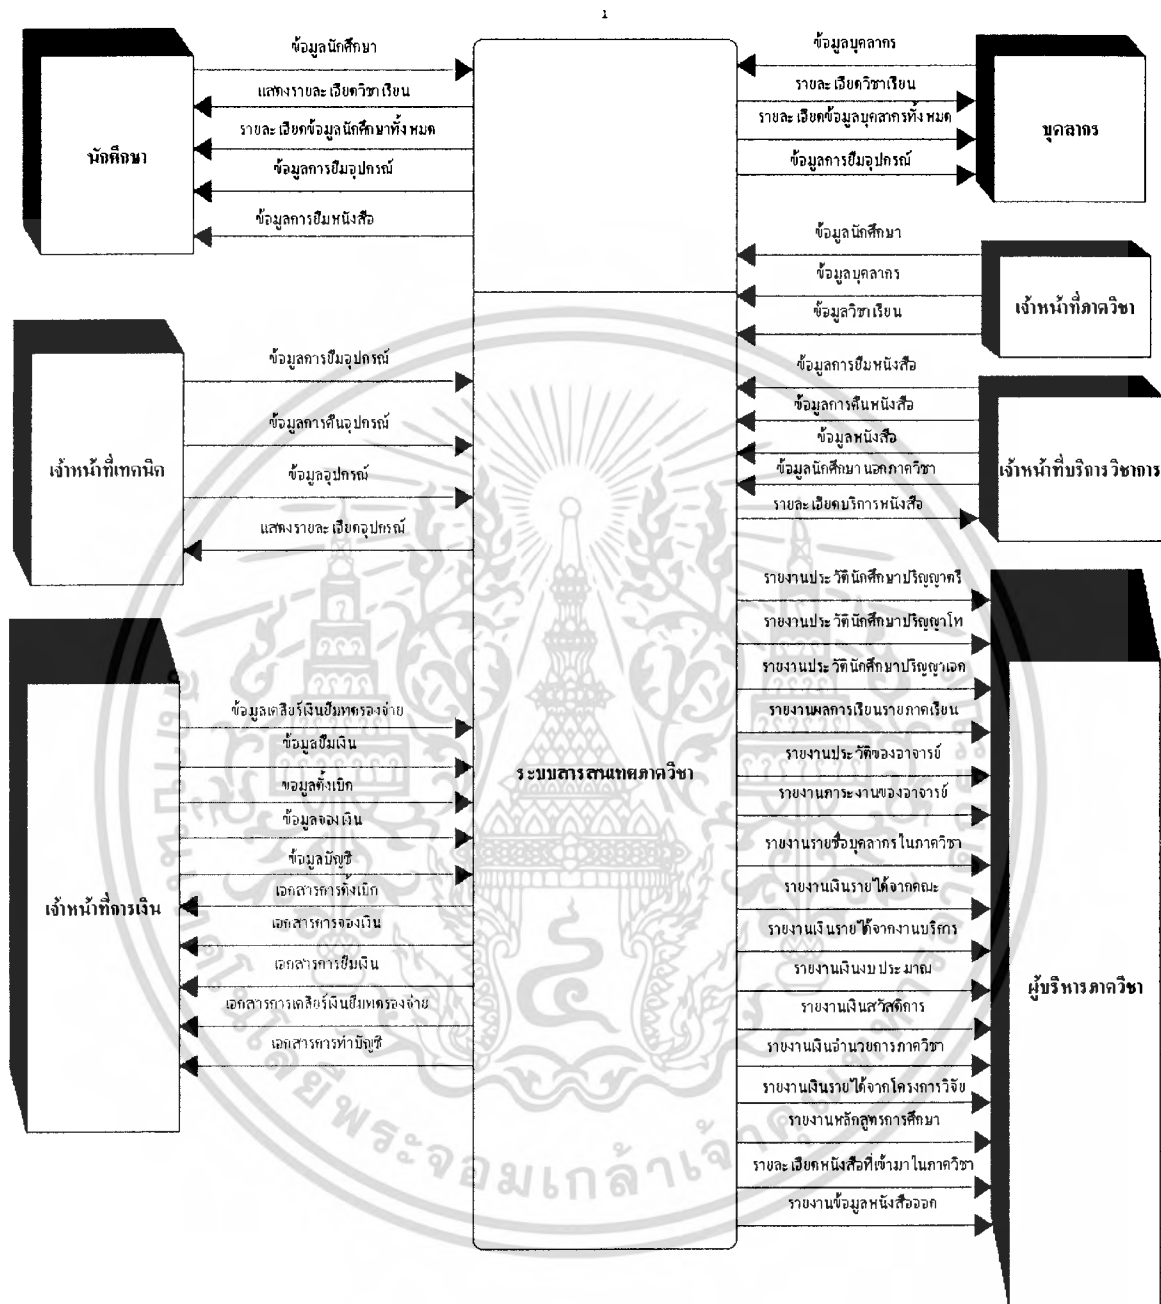 1
ข้อมูลนักศึกษา
แสดงรายละเอียดวิชาเรียน
รายละเอียดข้อมูลนักศึกษาทั้งหมด
ข้อมูลการยืมอุปกรณ์
ข้อมูลการยืมหนังสือ
นักศึกษา
ข้อมูลบุคลากร
รายละเอียดวิชาเรียน
รายละเอียดข้อมูลบุคลากรทั้งหมด
ข้อมูลการยืมอุปกรณ์
บุคลากร
ข้อมูลนักศึกษา
ข้อมูลบุคลากร
ข้อมูลวิชาเรียน
เจ้าหน้าที่ภาควิชา
ข้อมูลการยืมอุปกรณ์
ข้อมูลการคืนอุปกรณ์
ข้อมูลอุปกรณ์
แสดงรายละเอียดอุปกรณ์
เจ้าหน้าที่เทคนิค
ข้อมูลการยืมหนังสือ
ข้อมูลการคืนหนังสือ
ข้อมูลหนังสือ
ข้อมูลนักศึกษานอกภาควิชา
รายละเอียดบริการหนังสือ
เจ้าหน้าที่บริการวิชาการ
ระบบสารสนเทศภาควิชา
ข้อมูลเคลียร์เงินยืมทดรองจ่าย
ข้อมูลยืมเงิน
ข้อมูลตั้งเบิก
ข้อมูลจองเงิน
ข้อมูลบัญชี
เอกสารการตั้งเบิก
เอกสารการจองเงิน
เอกสารการยืมเงิน
เอกสารการเคลียร์เงินยืมทดรองจ่าย
เอกสารการทำบัญชี
เจ้าหน้าที่การเงิน
รายงานประวัตินักศึกษาปริญญาตรี
รายงานประวัตินักศึกษาปริญญาโท
รายงานประวัตินักศึกษาปริญญาเอก
รายงานผลการเรียนรายภาคเรียน
รายงานประวัติของอาจารย์
รายงานภาระงานของอาจารย์
รายงานรายชื่อบุคลากรในภาควิชา
รายงานเงินรายได้จากคณะ
รายงานเงินรายได้จากงานบริการ
รายงานเงินงบประมาณ
รายงานเงินสวัสดิการ
รายงานเงินอำนวยการภาควิชา
รายงานเงินรายได้จากโครงการวิจัย
รายงานหลักสูตรการศึกษา
รายละเอียดหนังสือที่เข้ามาในภาควิชา
รายงานข้อมูลหนังสือออก
ผู้บริหารภาควิชา